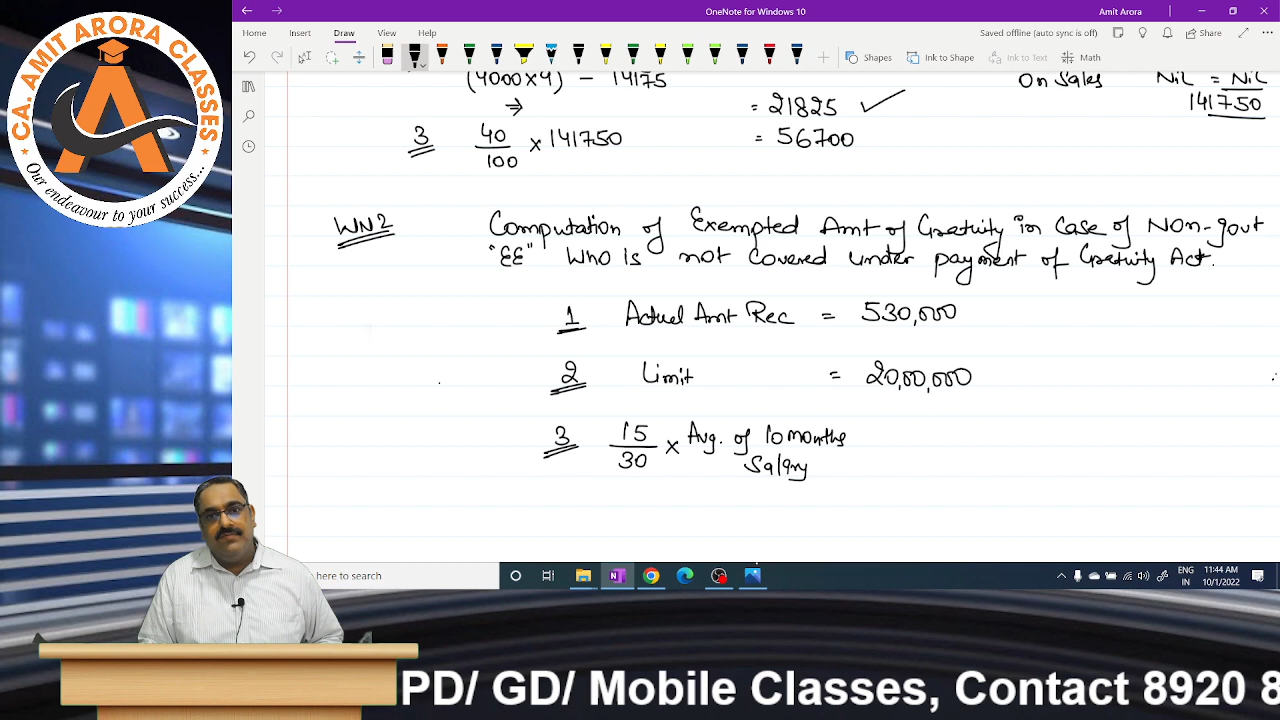 CA. AMIT ARORA CLASSES
Our endeavour to your success...
OneNote for Windows 10
Amit Arora
Home Insert Draw View Help
Saved offline (auto sync is off)
Share
Shapes
Ink to Shape
Ink to Text
Math
(4000x4) - 14175
On Sales Nil = Nil
→ = 21825 ✓
141750
3 40/100 x 141750 = 56700
WN2 Computation of Exempted Amt of Gratuity in Case of Non-govt
"EE" Who is not covered under payment of Gratuity Act.
1 Actual Amt Rec = 530,000
2 Limit = 20,00,000
3 15/30 x Avg. of 10 months
Salary
here to search
ENG
IN
11:44 AM
10/1/2022
PD/ GD/ Mobile Classes, Contact 8920 8